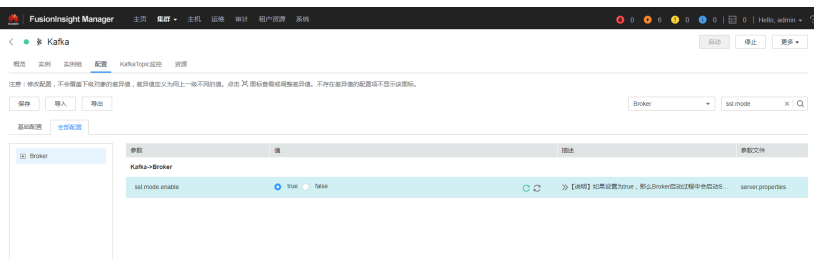 FusionInsight Manager 主页 集群 主机 运维 审计 租户资源 系统 0 6 0 0 0 Hello, admin
Kafka 启动 停止 更多
概览 实例 实例组 配置 KafkaTopic监控 资源
注意：修改配置，不会覆盖下级对象的差异值，差异值定义为同上一级不同的值。点击 图标查看或调整差异值。不存在差异值的配置项不显示该图标。
保存 导入 导出 Broker ssl.mode
基础配置 全部配置
Broker 参数 值 描述 参数文件
Kafka->Broker
ssl.mode.enable true false 【说明】如果设置为true，那么Broker启动过程中会启动S... server.properties